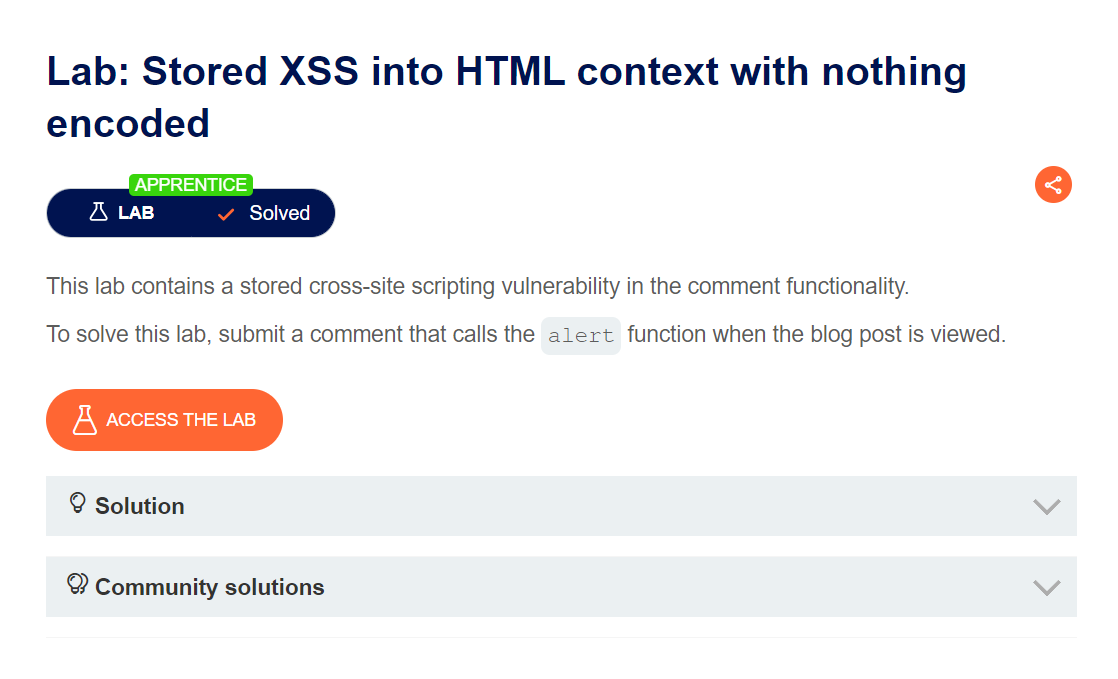 Lab: Stored XSS into HTML context with nothing
encoded
APPRENTICE
LAB Solved
This lab contains a stored cross-site scripting vulnerability in the comment functionality.
To solve this lab, submit a comment that calls the alert function when the blog post is viewed.
ACCESS THE LAB
Solution
Community solutions